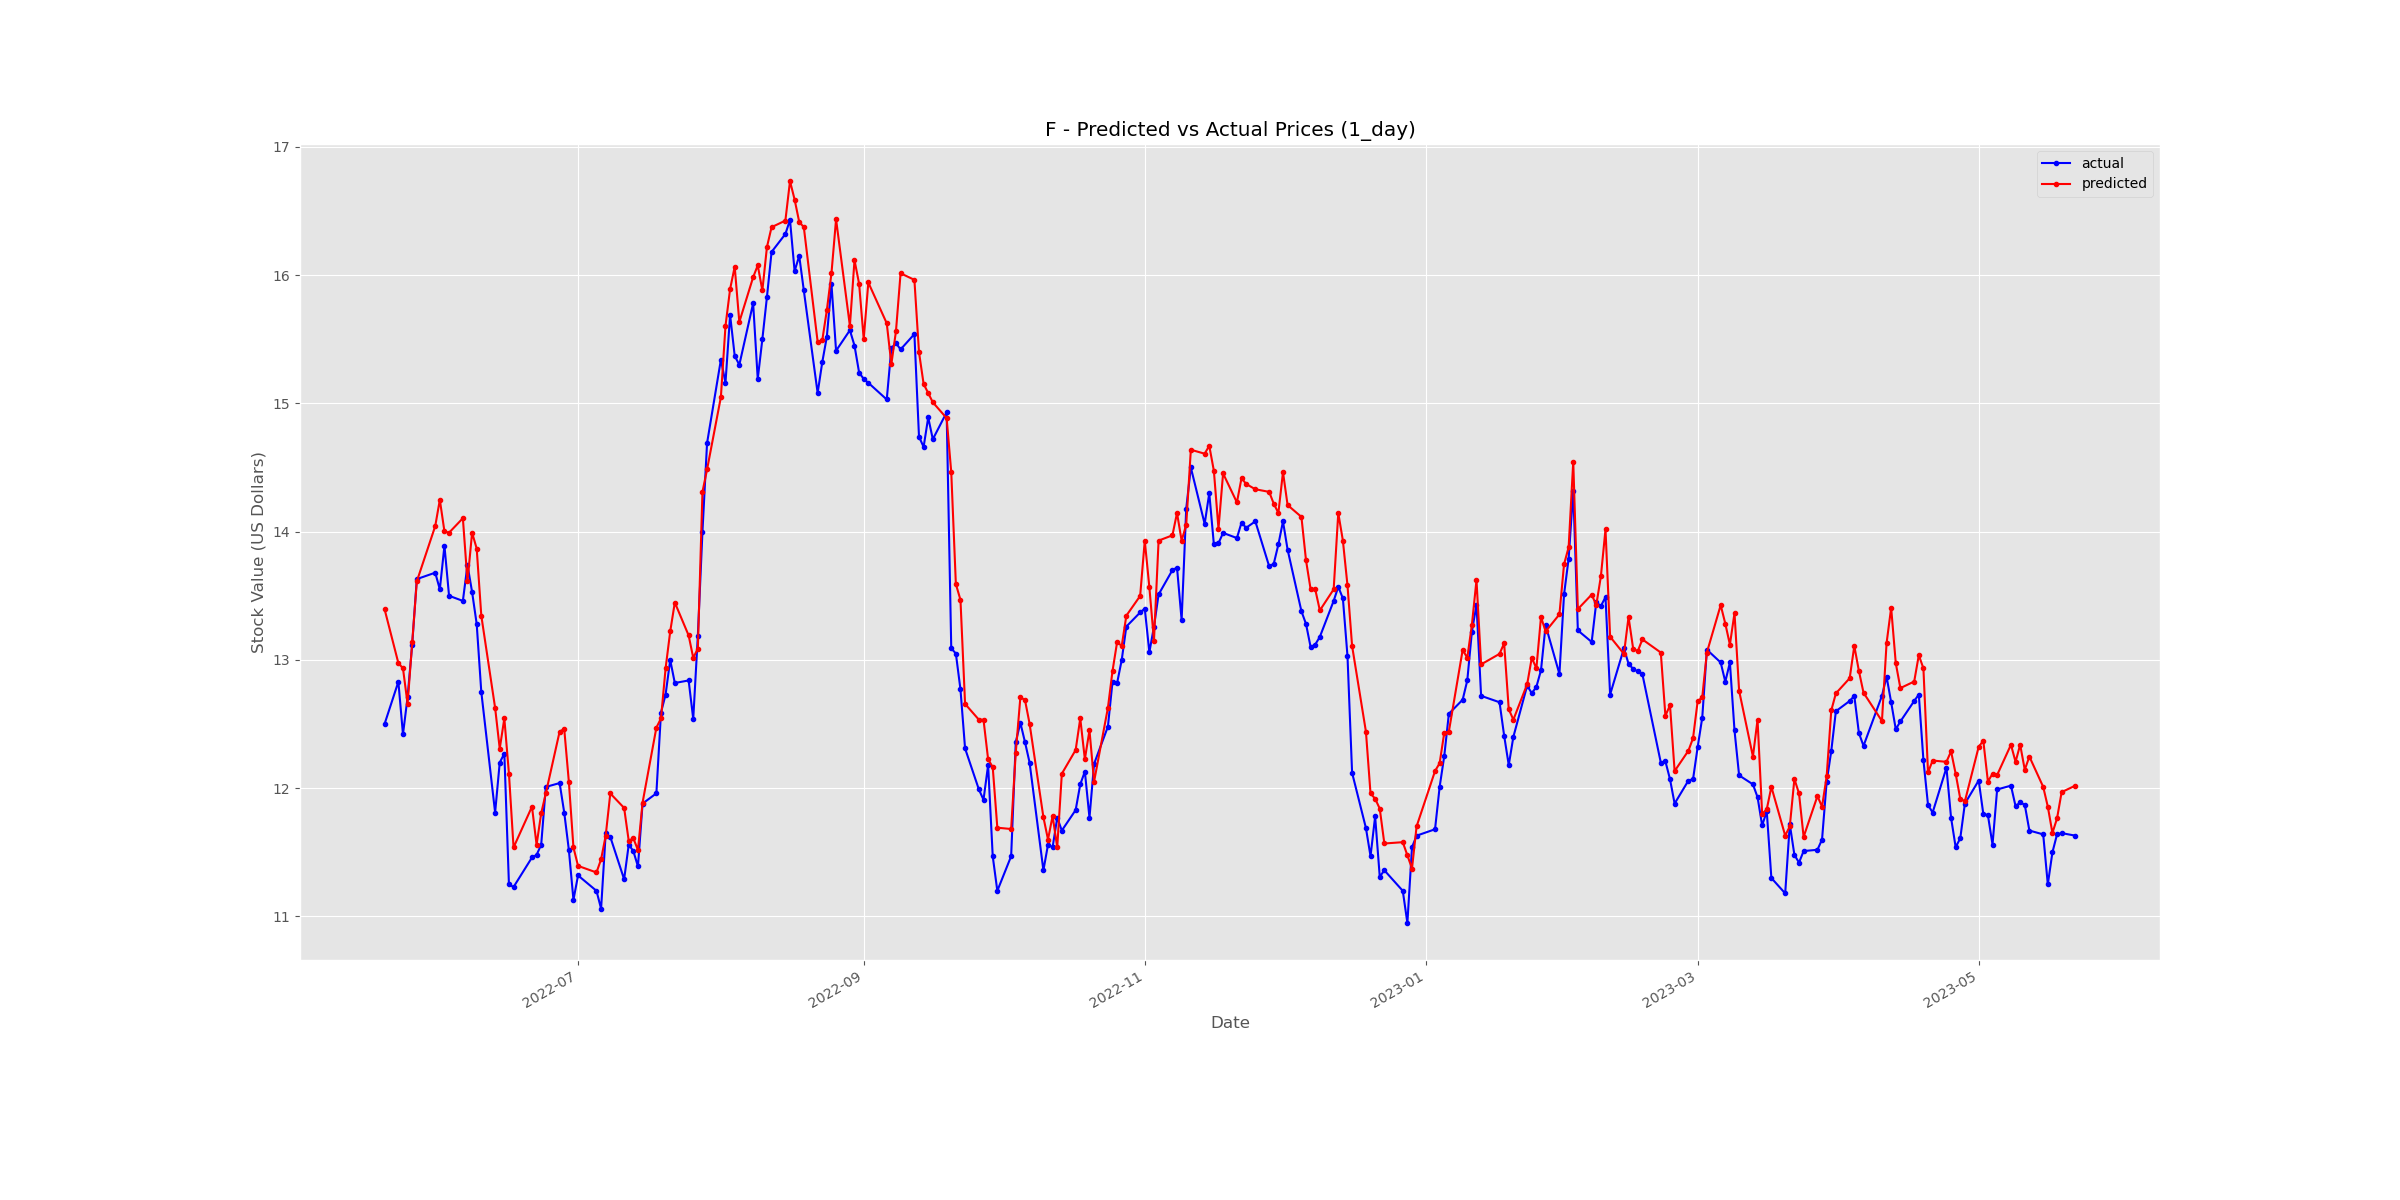 F - Predicted vs Actual Prices (1_day)
actual
predicted
Stock Value (US Dollars)
17
16
15
14
13
12
11
2022-07
2022-09
2022-11
2023-01
2023-03
2023-05
Date